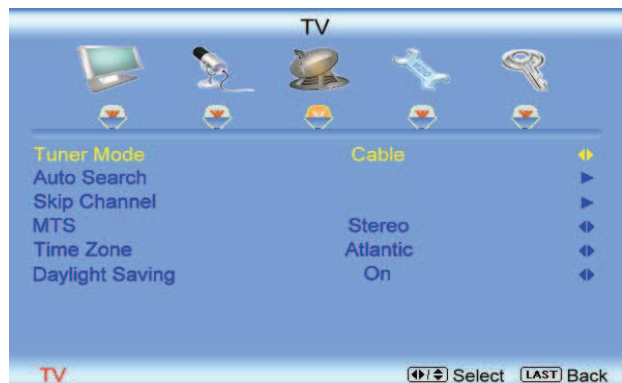 TV
VIZIO
Tuner Mode Cable
Auto Search
Skip Channel
MTS Stereo
Time Zone Atlantic
Daylight Saving On
TV Select LAST Back